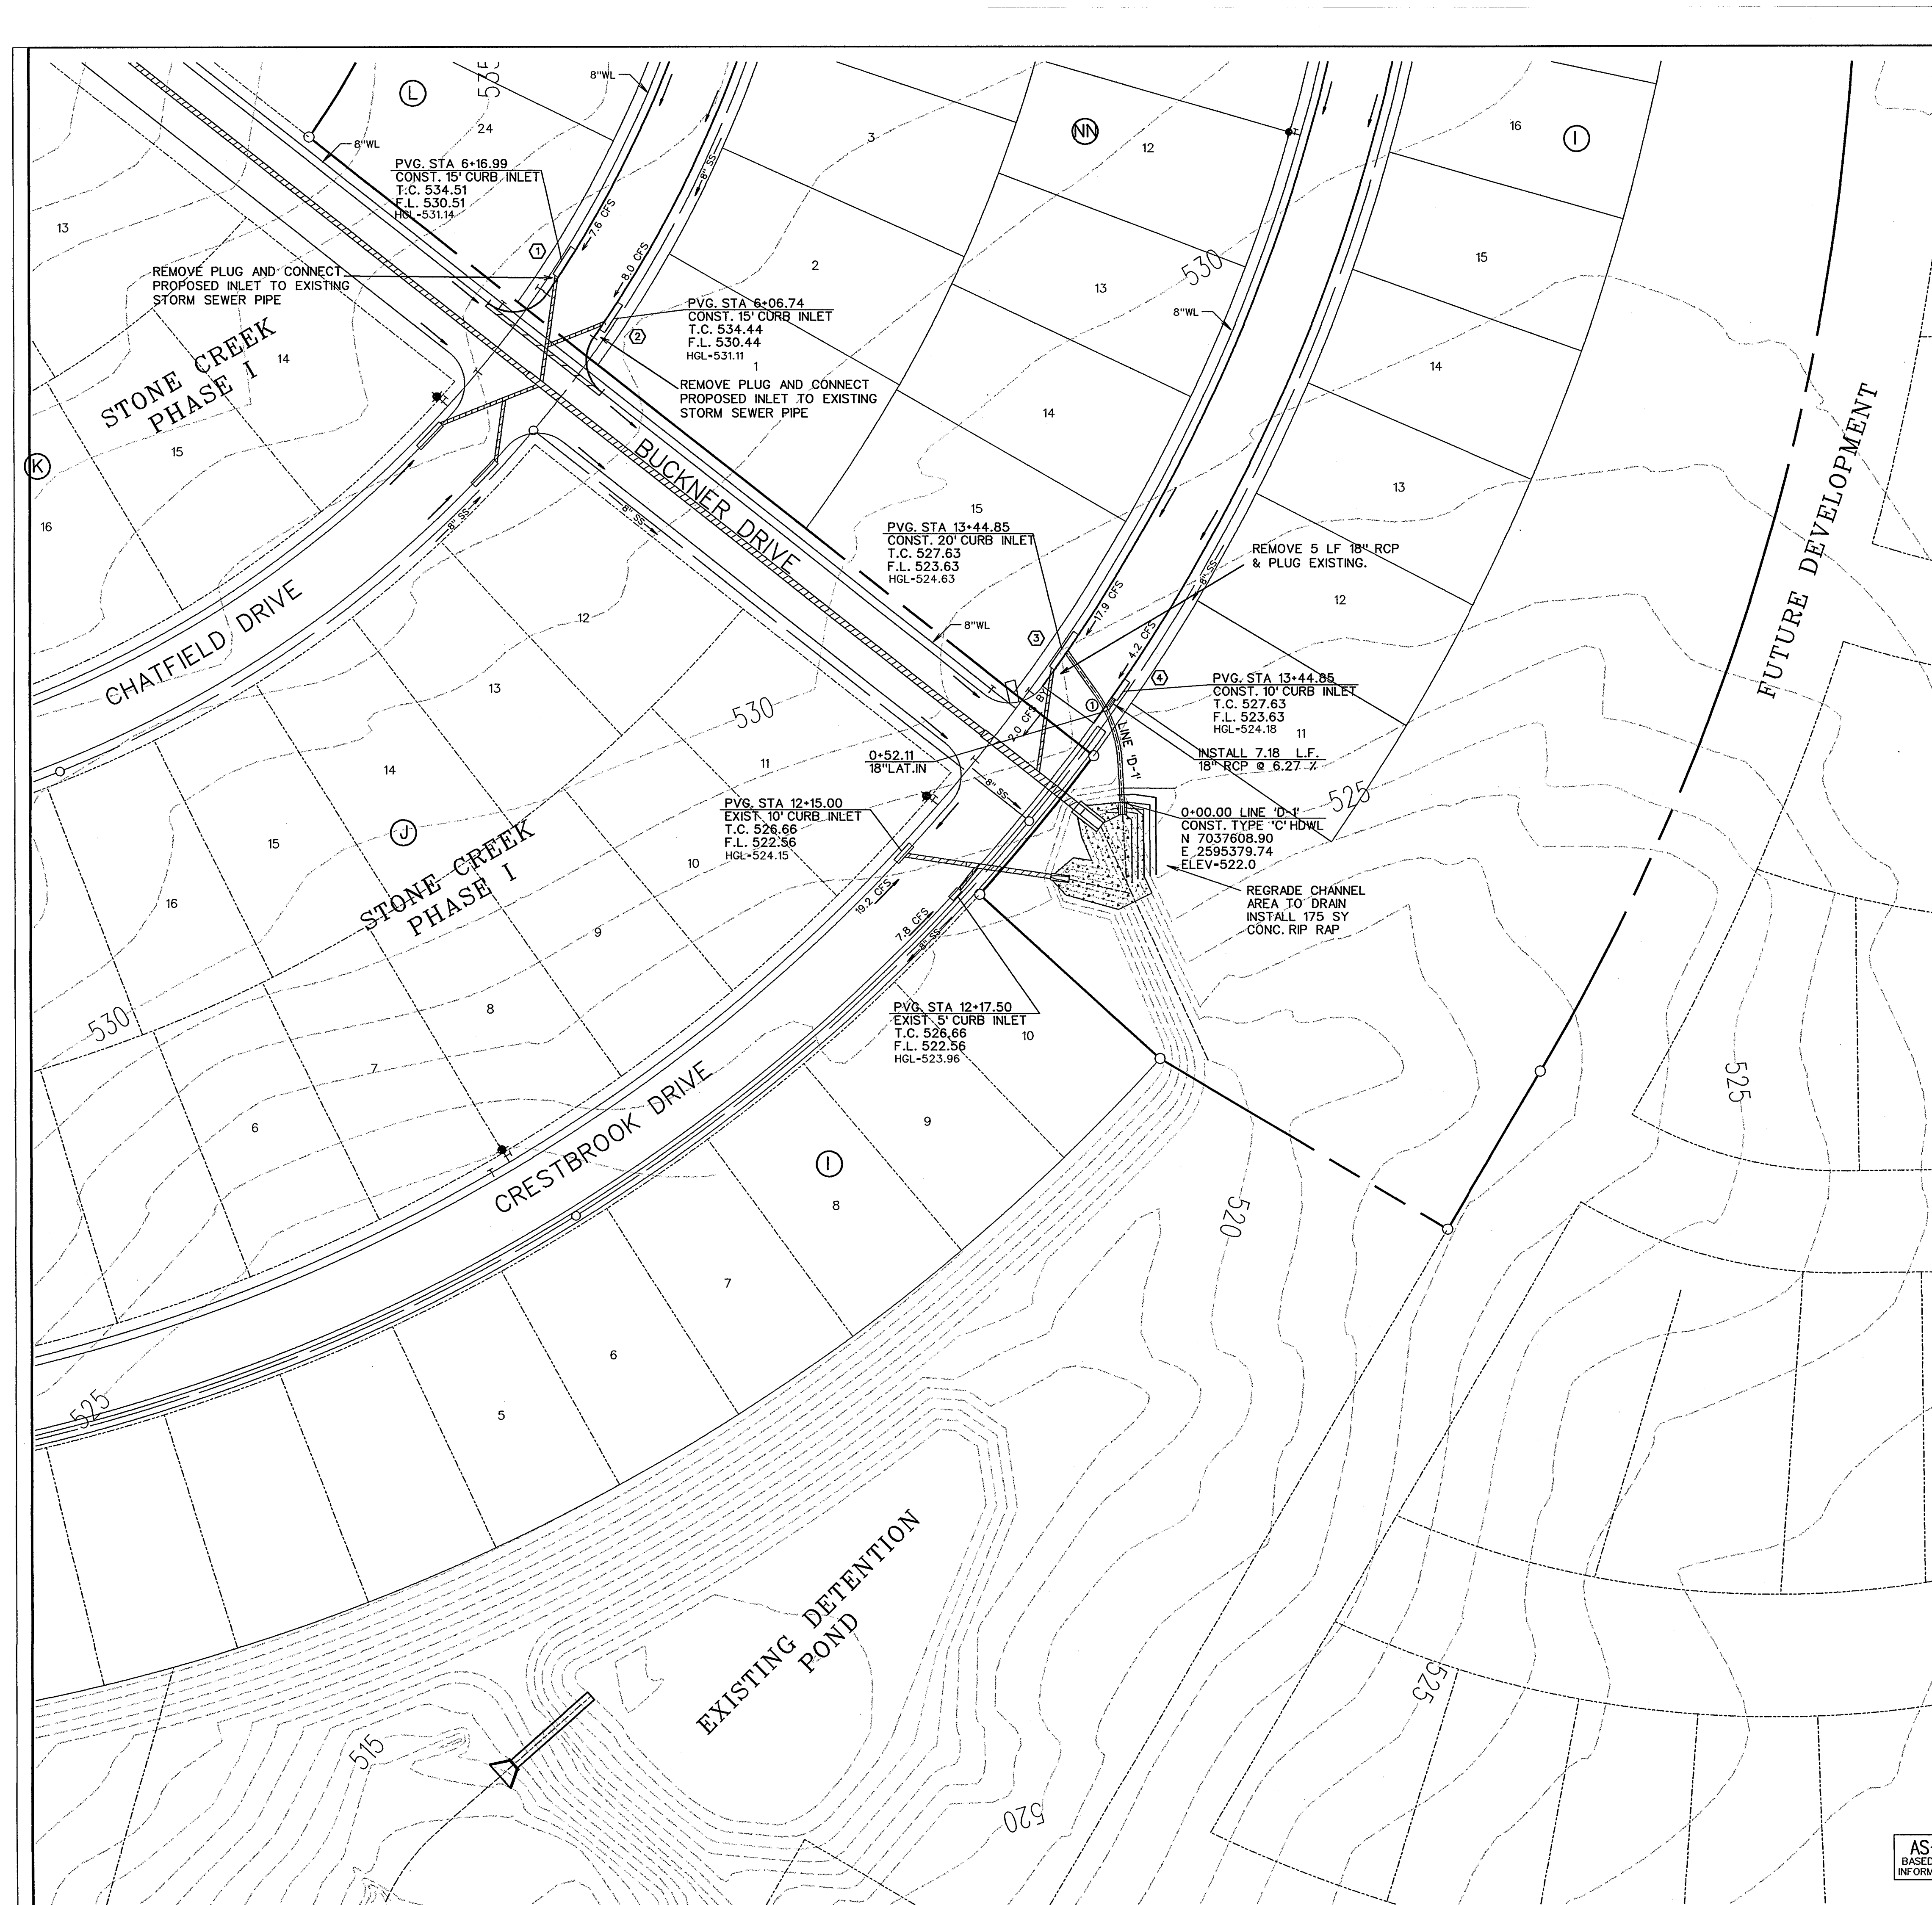 L
535
8"WL
24
3
NN
12
16
I
8"WL
8" SS
PVG. STA 6+16.99
CONST. 15' CURB INLET
T.C. 534.51
F.L. 530.51
HGL=531.14
13
1
7.6 CFS
8.0 CFS
2
530
15
REMOVE PLUG AND CONNECT
PROPOSED INLET TO EXISTING
STORM SEWER PIPE
13
8"WL
PVG. STA 6+06.74
CONST. 15' CURB INLET
T.C. 534.44
F.L. 530.44
HGL=531.11
2
1
STONE CREEK
PHASE I
14
14
REMOVE PLUG AND CONNECT
PROPOSED INLET TO EXISTING
STORM SEWER PIPE
14
FUTURE DEVELOPMENT
K
15
BUCKNER DRIVE
13
16
8" SS
8" SS
15
PVG. STA 13+44.85
CONST. 20' CURB INLET
T.C. 527.63
F.L. 523.63
HGL=524.63
REMOVE 5 LF 18" RCP
& PLUG EXISTING.
8" SS
CHATFIELD DRIVE
12
8"WL
17.9 CFS
12
3
4.2 CFS
4
13
PVG. STA 13+44.85
CONST. 10' CURB INLET
T.C. 527.63
F.L. 523.63
HGL=524.18
530
1
2.0 CFS
LINE 'D-1'
11
0+52.11
18"LAT.IN
INSTALL 7.18 L.F.
18" RCP @ 6.27 %
11
14
8" SS
525
PVG. STA 12+15.00
EXIST. 10' CURB INLET
T.C. 526.66
F.L. 522.56
HGL=524.15
0+00.00 LINE 'D-1'
CONST. TYPE 'C' HDWL
N 7037608.90
E 2595379.74
ELEV=522.0
J
15
10
STONE CREEK
PHASE I
16
19.2 CFS
REGRADE CHANNEL
AREA TO DRAIN
INSTALL 175 SY
CONC. RIP RAP
9
7.8 CFS
8" SS
530
8
PVG. STA 12+17.50
EXIST. 5' CURB INLET
T.C. 526.66
F.L. 522.56
HGL=523.96
10
7
525
6
CRESTBROOK DRIVE
9
I
8
520
7
6
525
5
EXISTING DETENTION
POND
525
515
520
AS-
BASED
INFORM